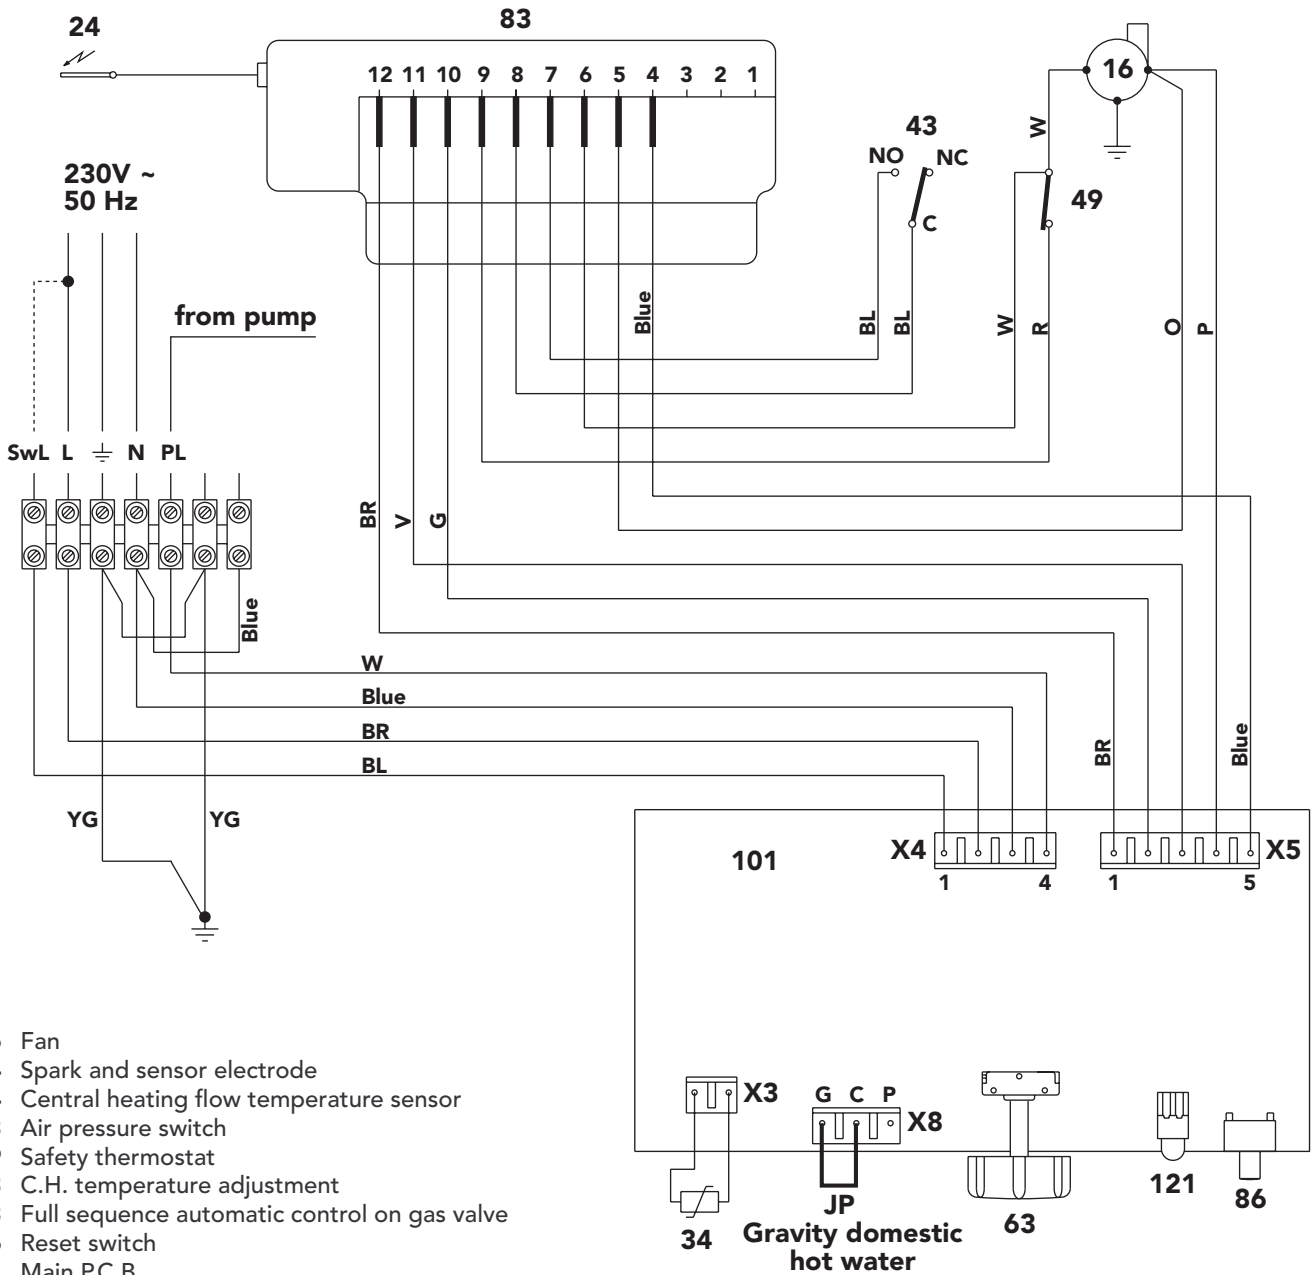 24
83
12 11 10 9 8 7 6 5 4 3 2 1
16
W
43
NO NC
C
49
230V ~
50 Hz
from pump
Blue
BL
BL
W
R
O
P
SwL L N PL
BR
V
G
Blue
W
Blue
BR
BL
BR
Blue
YG
YG
101
X4
1 4
X5
1 5
Fan
Spark and sensor electrode
Central heating flow temperature sensor
Air pressure switch
Safety thermostat
C.H. temperature adjustment
Full sequence automatic control on gas valve
Reset switch
Main P.C.B.
X3
G C P
X8
34
JP
Gravity domestic
hot water
63
121
86